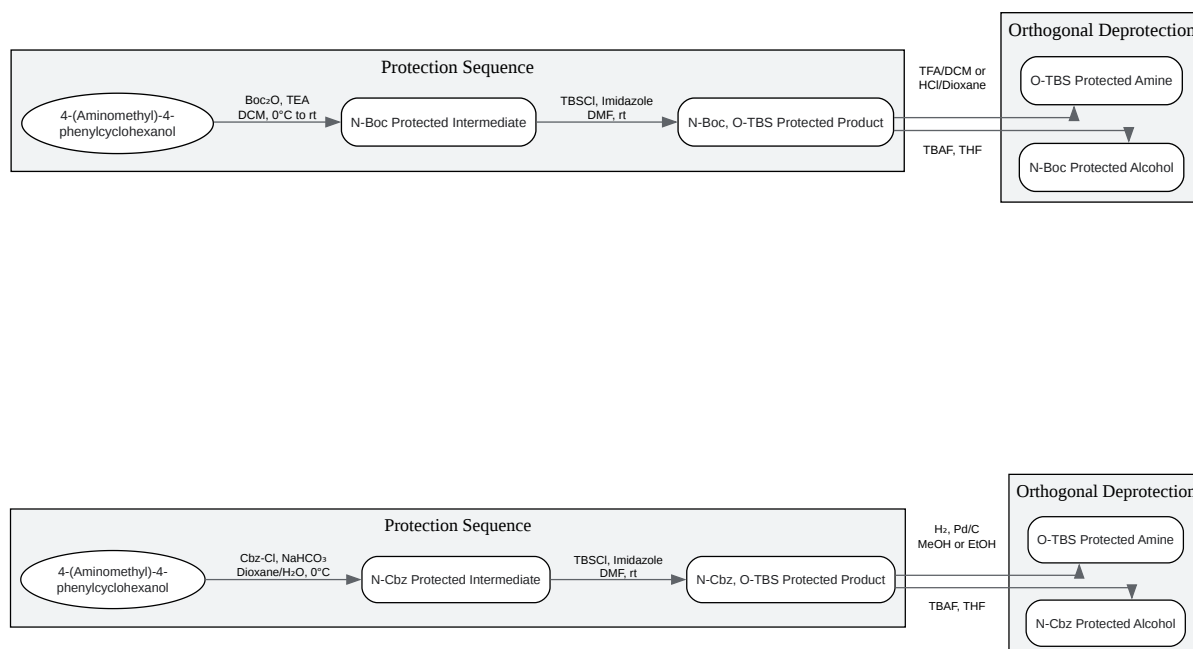 Orthogonal Deprotection
Protection Sequence
4-(Aminomethyl)-4-
phenylcyclohexanol
Boc₂O, TEA
DCM, 0°C to rt
N-Boc Protected Intermediate
TBSCl, Imidazole
DMF, rt
N-Boc, O-TBS Protected Product
TFA/DCM or
HCl/Dioxane
TBAF, THF
O-TBS Protected Amine
N-Boc Protected Alcohol
Orthogonal Deprotection
Protection Sequence
4-(Aminomethyl)-4-
phenylcyclohexanol
Cbz-Cl, NaHCO₃
Dioxane/H₂O, 0°C
N-Cbz Protected Intermediate
TBSCl, Imidazole
DMF, rt
N-Cbz, O-TBS Protected Product
H₂, Pd/C
MeOH or EtOH
TBAF, THF
O-TBS Protected Amine
N-Cbz Protected Alcohol